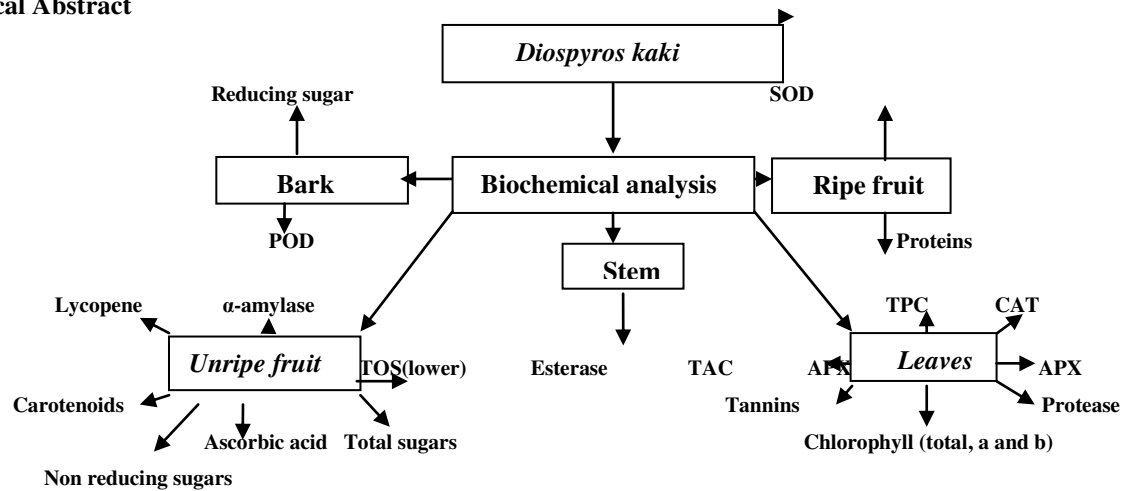 cal Abstract
Diospyros kaki
Reducing sugar
SOD
Bark
Biochemical analysis
Ripe fruit
POD
Proteins
Stem
Lycopene
α-amylase
TPC
CAT
Unripe fruit
TOS(lower)
Esterase
TAC
APX
Leaves
APX
Carotenoids
Tannins
Protease
Ascorbic acid
Total sugars
Chlorophyll (total, a and b)
Non reducing sugars